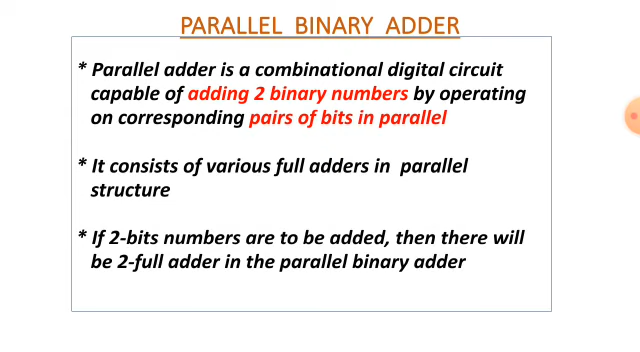 PARALLEL BINARY ADDER
* Parallel adder is a combinational digital circuit
capable of adding 2 binary numbers by operating
on corresponding pairs of bits in parallel
* It consists of various full adders in parallel
structure
* If 2-bits numbers are to be added, then there will
be 2-full adder in the parallel binary adder